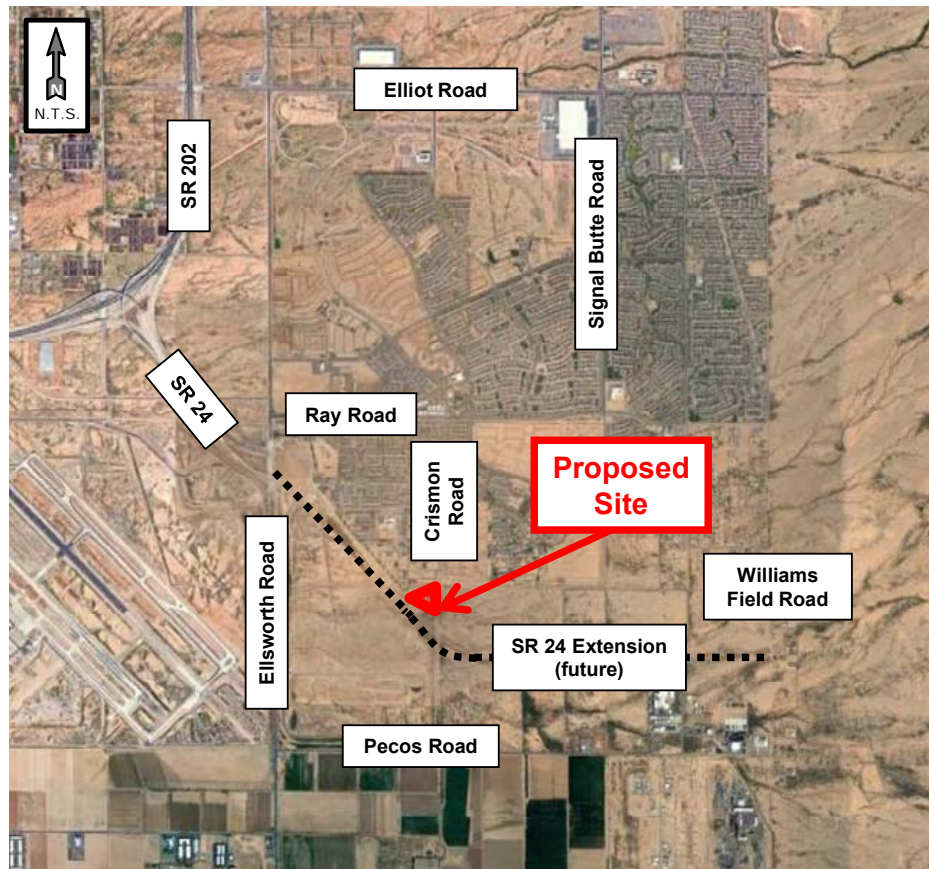 N
N.T.S.
Elliot Road
SR 202
Signal Butte Road
SR 24
Ray Road
Crismon
Road
Proposed
Site
Ellsworth Road
Williams
Field Road
SR 24 Extension
(future)
Pecos Road